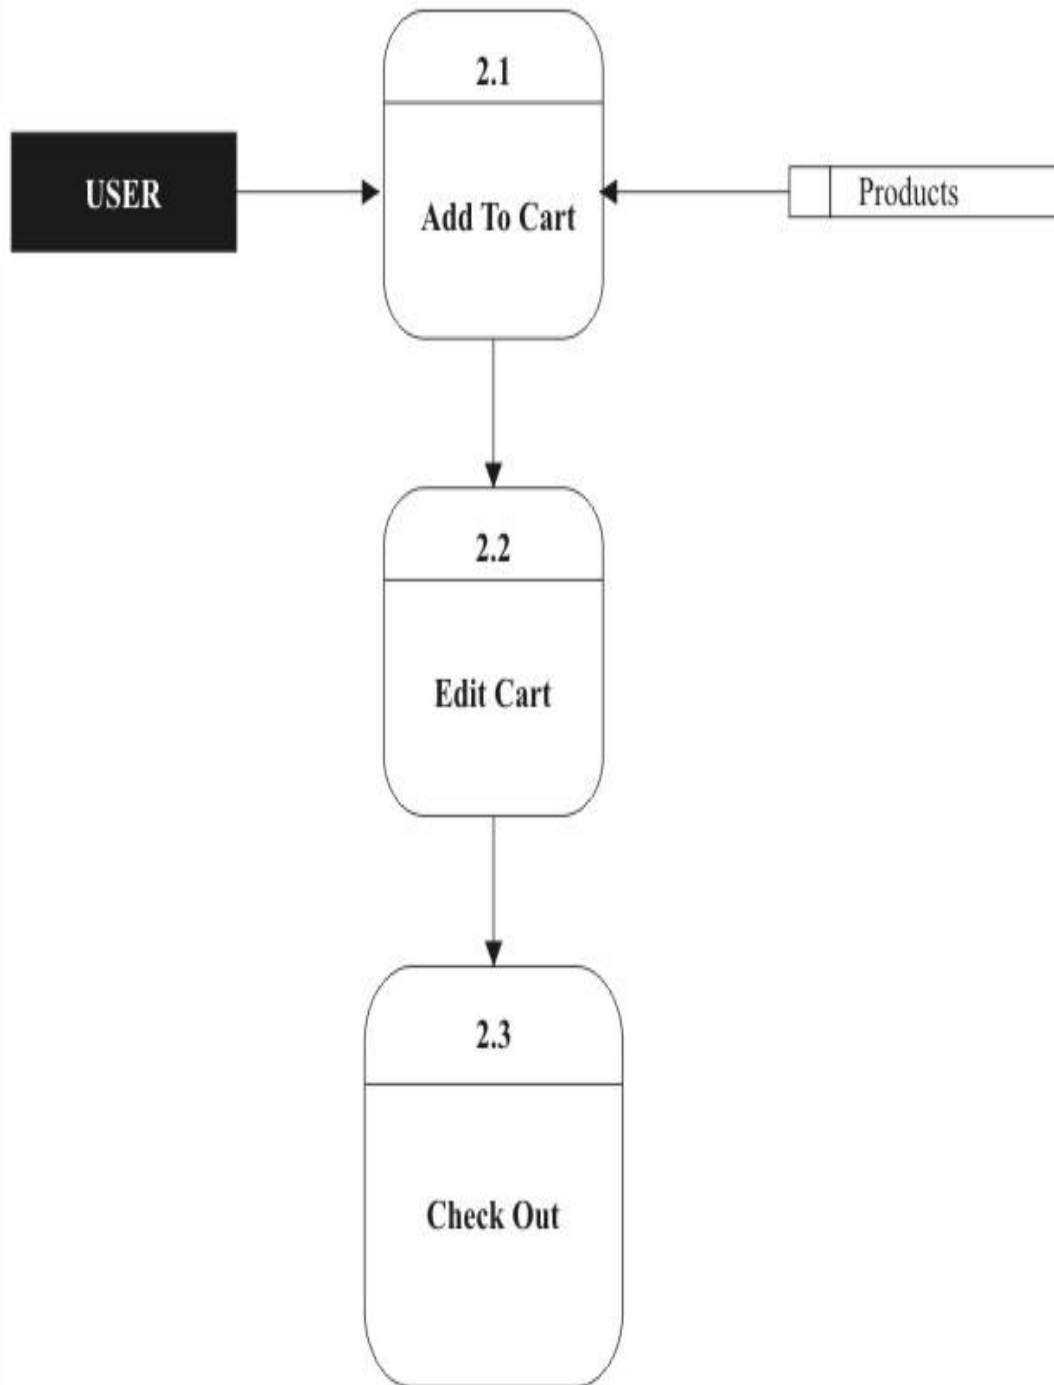 2.1
USER
Add To Cart
Products
2.2
Edit Cart
2.3
Check Out